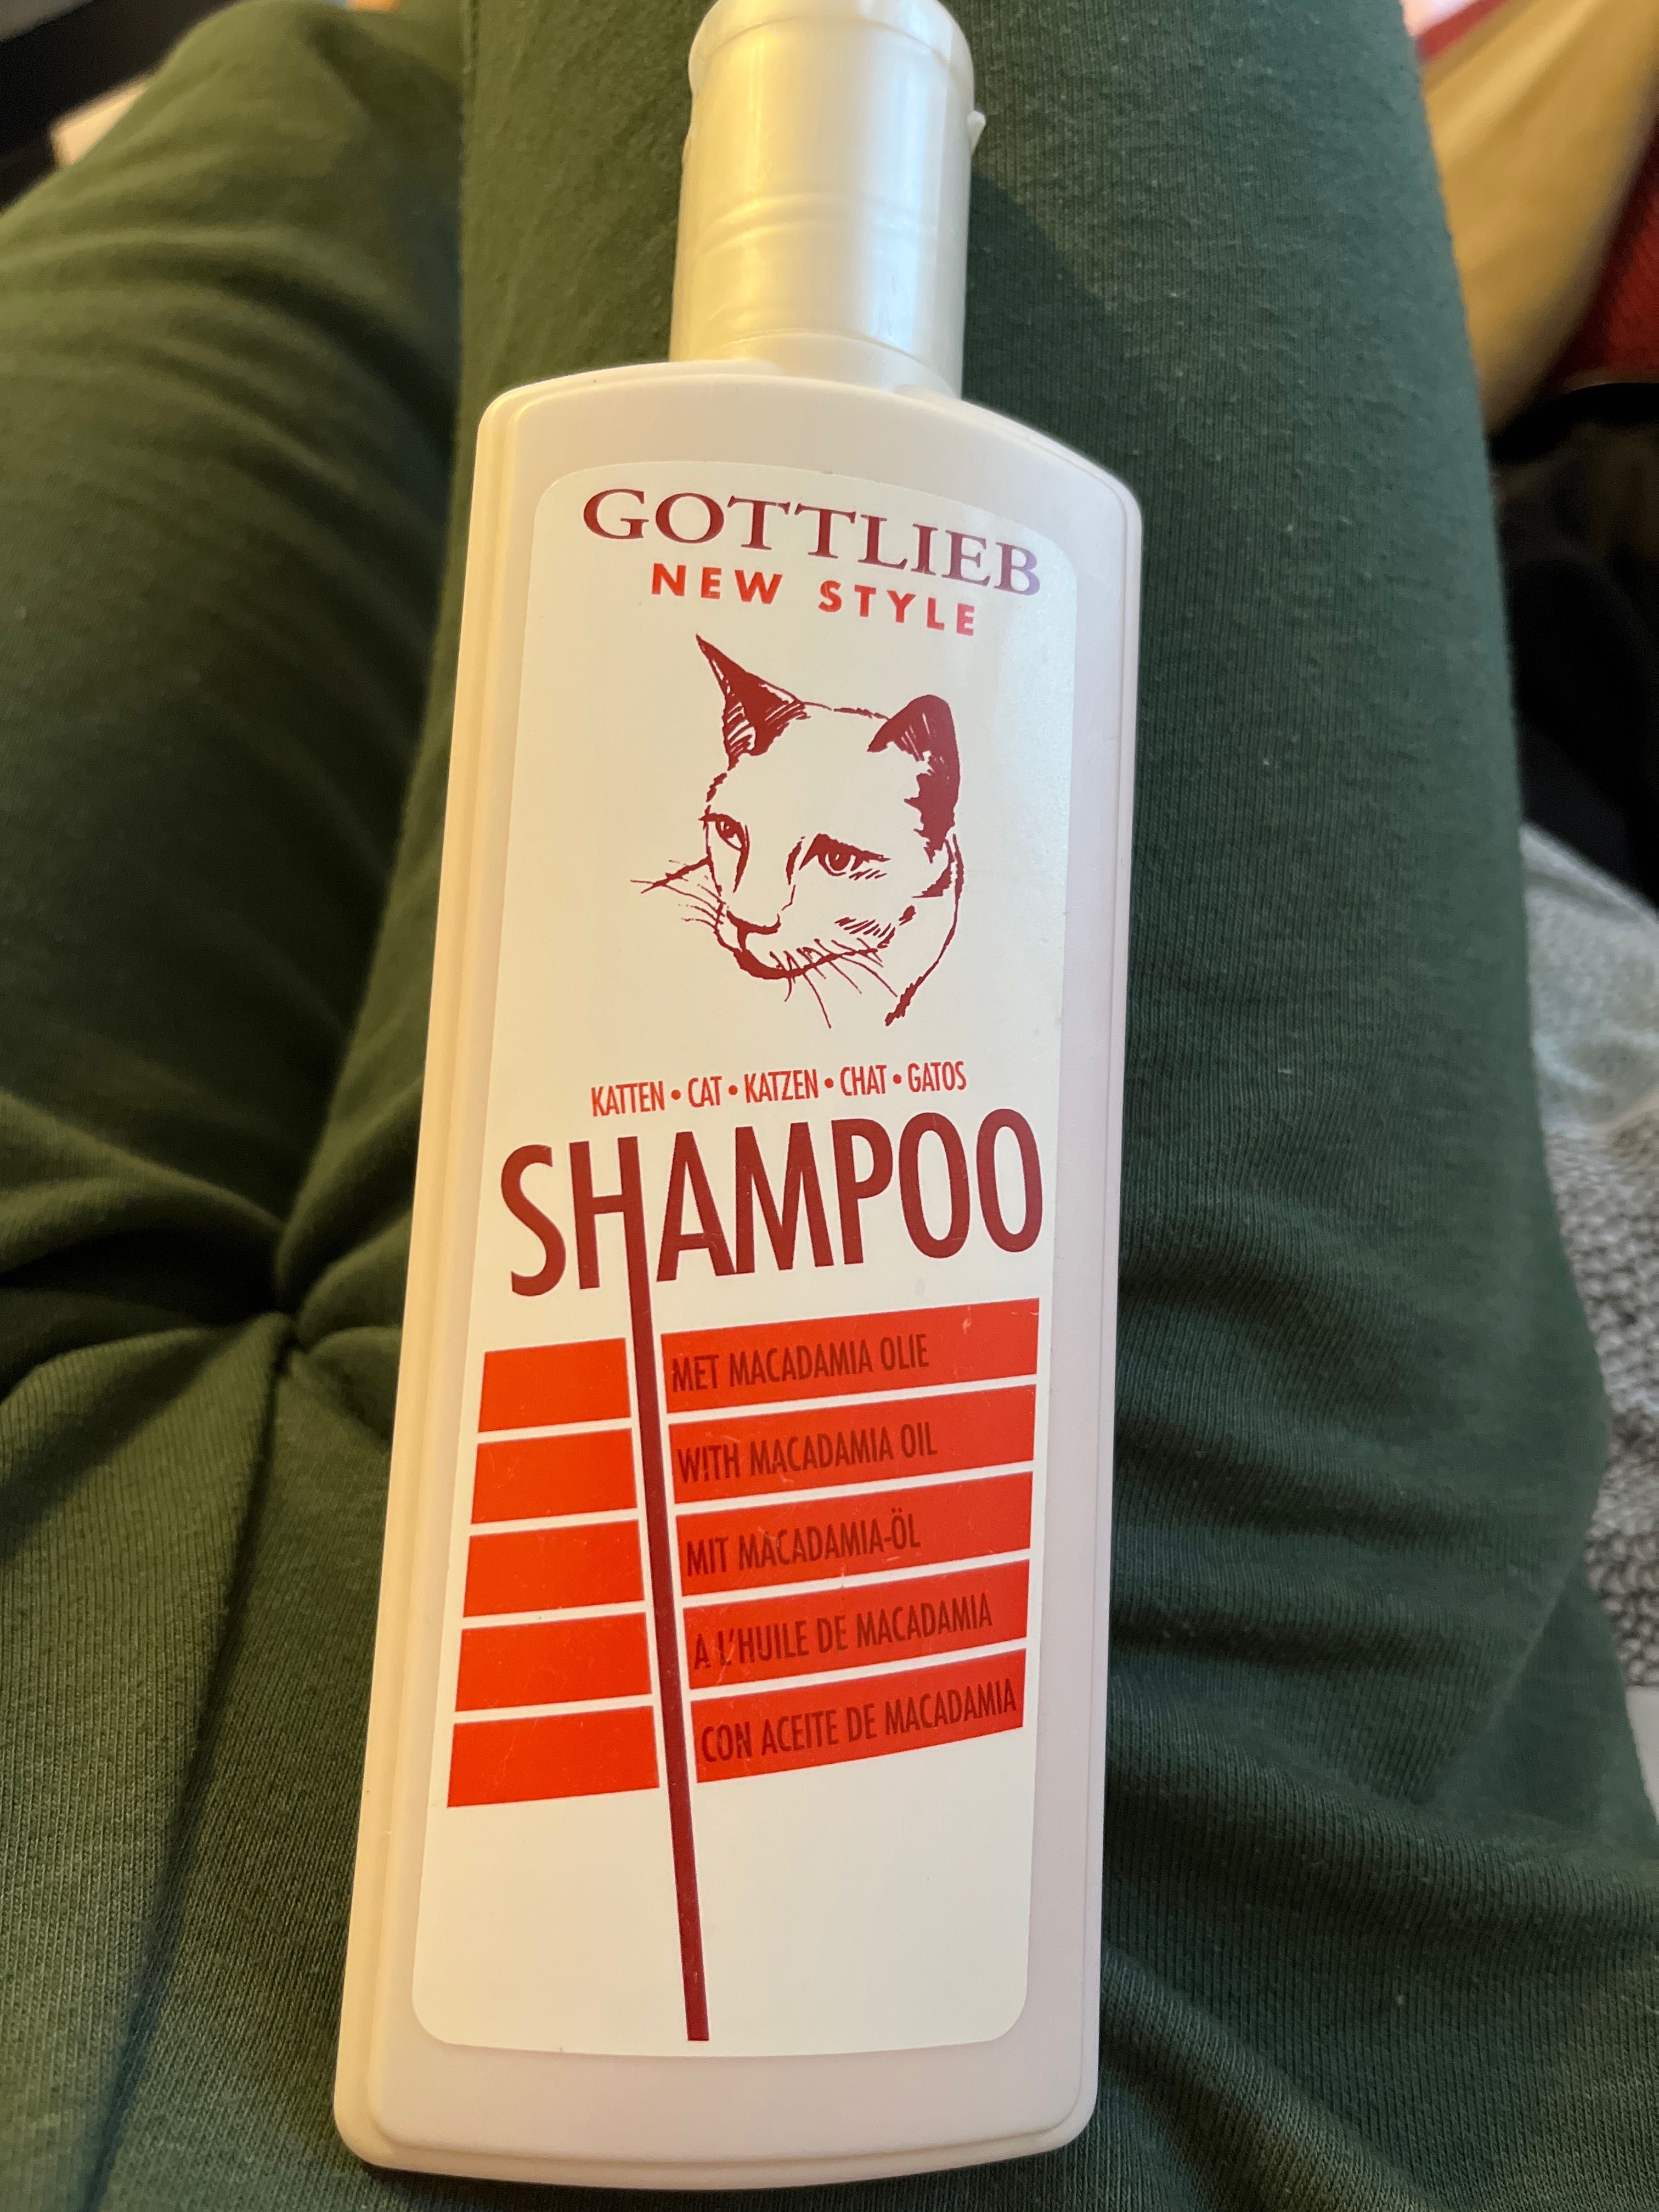 GOTTLIEB
NEW STYLE
KATTEN • CAT • KATZEN • CHAT • GATOS
SHAMPOO
MET MACADAMIA OLIE
WITH MACADAMIA OIL
MIT MACADAMIA-ÖL
A L'HUILE DE MACADAMIA
CON ACEITE DE MACADAMIA